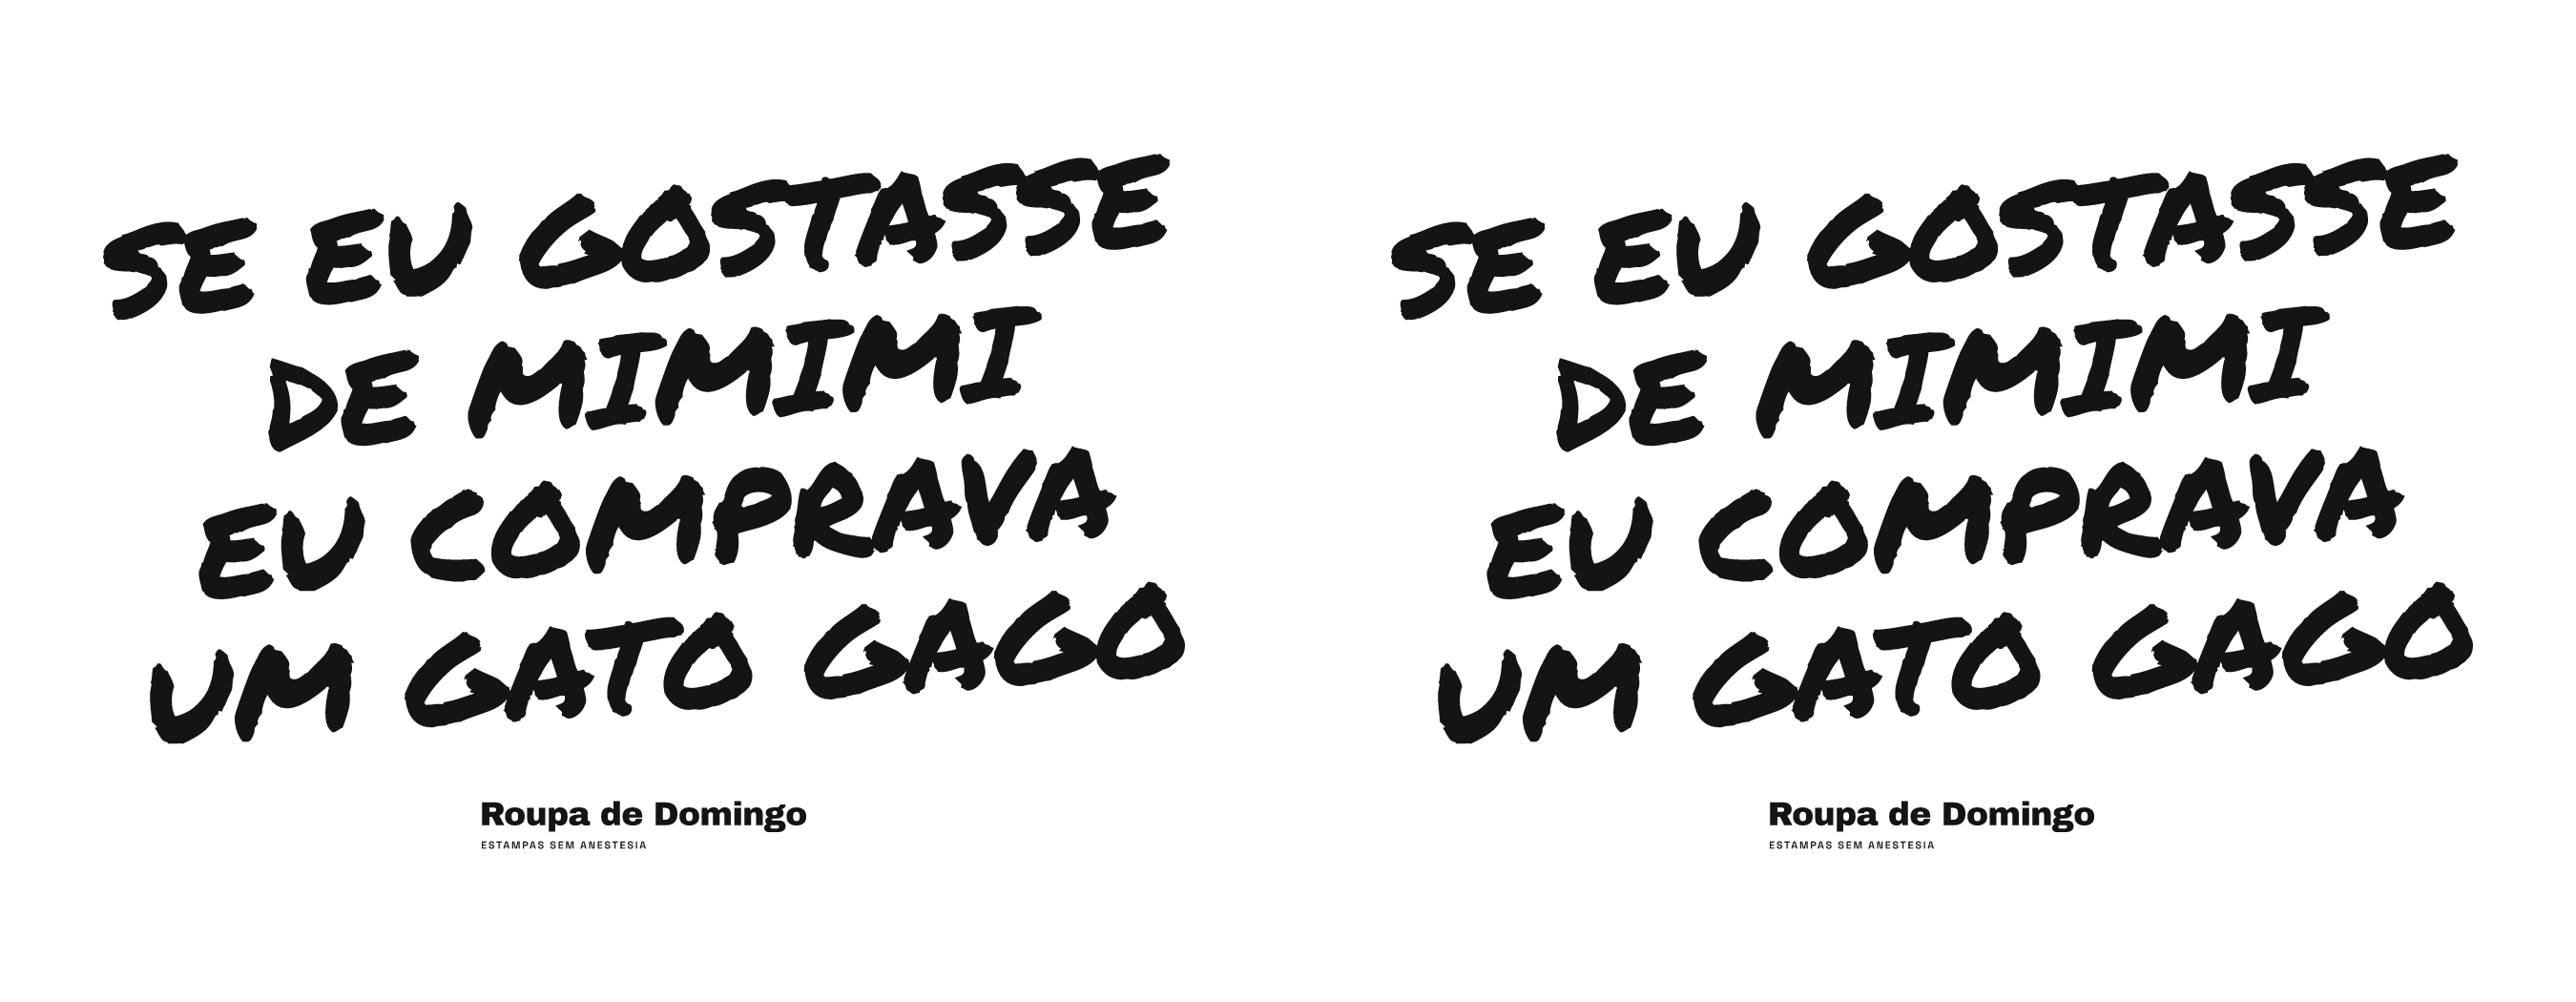 SE EU GOSTASSE
DE MIMIMI
EU COMPRAVA
UM GATO GAGO
Roupa de Domingo
ESTAMPAS SEM ANESTESIA
SE EU GOSTASSE
DE MIMIMI
EU COMPRAVA
UM GATO GAGO
Roupa de Domingo
ESTAMPAS SEM ANESTESIA